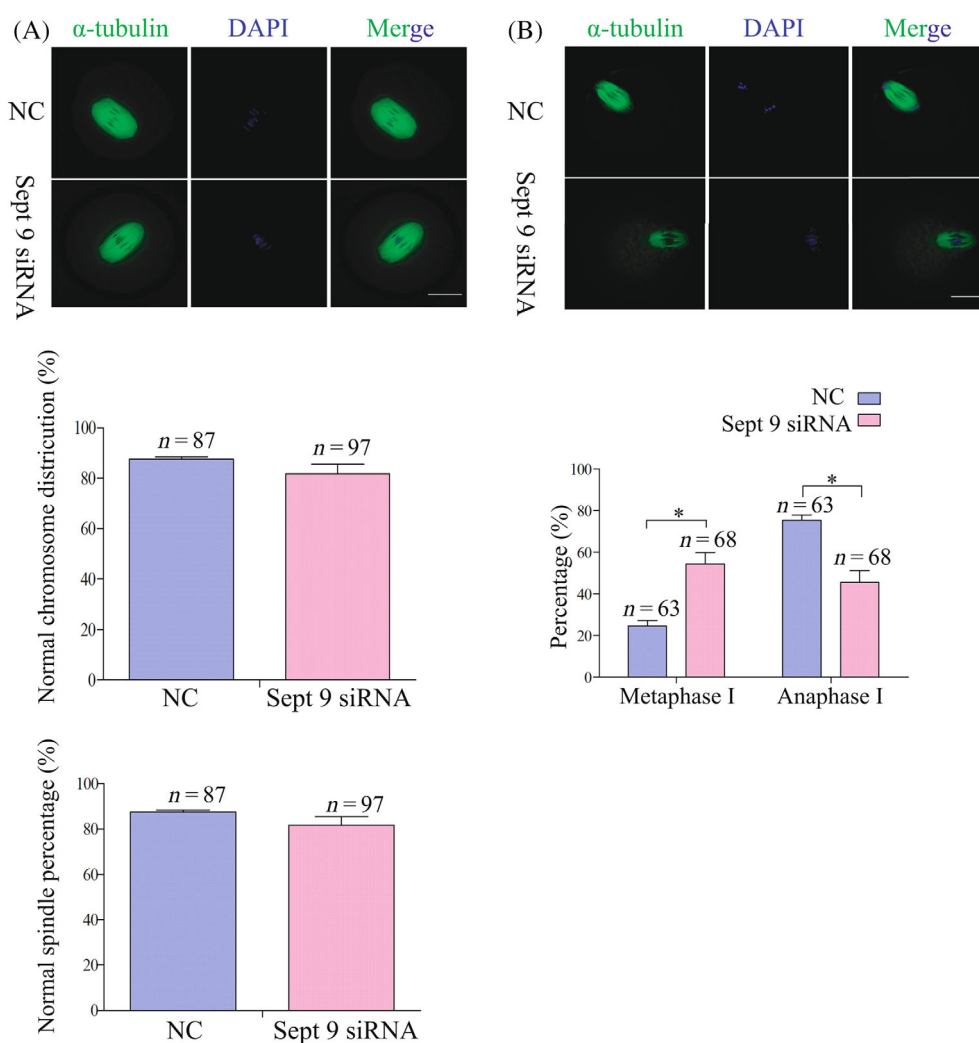 (A)
α-tubulin DAPI Merge
NC
Sept 9 siRNA
(B)
α-tubulin DAPI Merge
NC
Sept 9 siRNA
Normal chromosome districution (%)
100
80
60
40
20
0
n = 87
n = 97
NC Sept 9 siRNA
NC
Sept 9 siRNA
Percentage (%)
100
80
60
40
20
0
n = 63
*
n = 68
n = 63
*
n = 68
Metaphase I Anaphase I
Normal spindle percentage (%)
100
80
60
40
20
0
n = 87
n = 97
NC Sept 9 siRNA